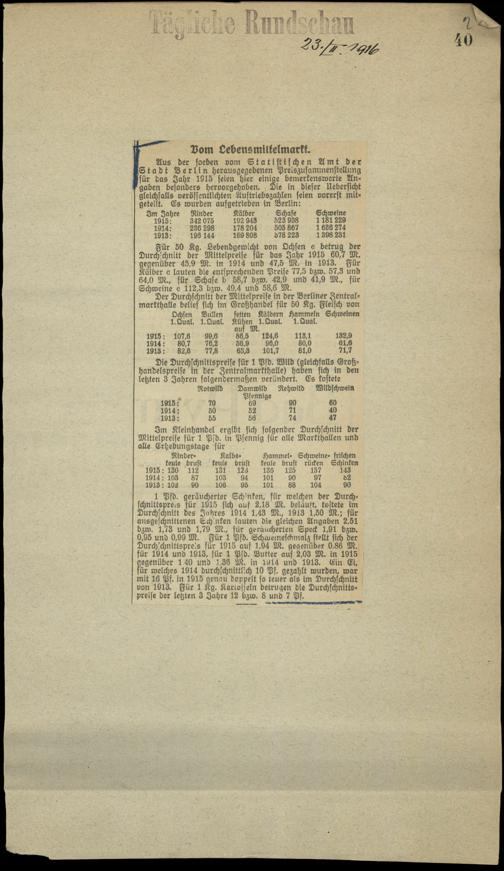 Tägliche Rundschau
2
40
23./III. 1916
Vom Lebensmittelmarkt.
Aus der soeben vom Statistischen Amt der
Stadt Berlin herausgegebenen Preiszusammenstellung
für das Jahr 1915 seien hier einige bemerkenswerte An-
gaben besonders hervorgehoben. Die in dieser Uebersicht
gleichfalls veröffentlichten Auftriebszahlen seien vorerst mit-
geteilt. Es wurden aufgetrieben in Berlin:
Im Jahre Rinder Kälber Schafe Schweine
1915: 342 075 192 943 523 938 1 181 229
1914: 236 298 178 204 503 867 1 626 274
1913: 196 144 169 808 578 223 1 398 231
Für 50 Kg. Lebendgewicht von Ochsen c betrug der
Durchschnitt der Mittelpreise für das Jahr 1915 60,7 M.
gegenüber 45,9 M. in 1914 und 47,5 M. in 1913. Für
Kälber c lauten die entsprechenden Preise 77,5 bzw. 57,3 und
64,0 M., für Schafe b 58,7 bzw. 42,9 und 41,9 M., für
Schweine c 112,3 bzw. 49,4 und 58,6 M.
Der Durchschnitt der Mittelpreise in der Berliner Zentral-
markthalle belief sich im Großhandel für 50 Kg. Fleisch von
Ochsen Bullen fetten Kälbern Hammeln Schweinen
1.Qual. 1.Qual. Kühen 1.Qual. 1.Qual.
auf M.
1915: 107,6 99,6 86,5 124,6 113,1 132,9
1914: 80,7 76,2 58,9 96,0 80,0 61,6
1913: 82,6 77,8 65,3 101,7 81,0 71,7
Die Durchschnittspreise für 1 Pfd. Wild (gleichfalls Groß-
handelspreise in der Zentralmarkthalle) haben sich in den
letzten 3 Jahren folgendermaßen verändert. Es kostete
Rotwild Damwild Rehwild Wildschwein
Pfennige
1915: 70 69 90 60
1914: 50 52 71 40
1913: 55 56 74 47
Im Kleinhandel ergibt sich folgender Durchschnitt der
Mittelpreise für 1 Pfd. in Pfennig für alle Markthallen und
alle Erhebungstage für
Rinder- Kalbs- Hammel- Schweine- frischen
keule brust keule brust keule rücken Schinken
1915: 130 112 131 124 136 125 137 143
1914: 103 87 103 94 101 90 97 82
1913: 102 90 106 95 101 88 104 90
1 Pfd. geräucherter Schinken, für welchen der Durch-
schnittspreis für 1915 sich auf 2,18 M. beläuft, kostete im
Durchschnitt des Jahres 1914 1,43 M., 1913 1,50 M.; für
ausgeschnittenen Schinken lauten die gleichen Angaben 2,51
bzw. 1,73 und 1,79 M., für geräucherten Speck 1,91 bzw.
0,95 und 0,99 M. Für 1 Pfd. Schweineschmalz stellt sich der
Durchschnittspreis für 1915 auf 1,94 M. gegenüber 0,86 M.
für 1914 und 1913, für 1 Pfd. Butter auf 2,03 M. in 1915
gegenüber 1,40 und 1,36 M. in 1914 und 1913. Ein Ei,
für welches 1914 durchschnittlich 10 Pf. gezahlt wurden, war
mit 16 Pf. in 1915 genau doppelt so teuer als im Durchschnitt
von 1913. Für 1 Kg. Kartoffeln betrugen die Durchschnitts-
preise der letzten 3 Jahre 12 bzw. 8 und 7 Pf.